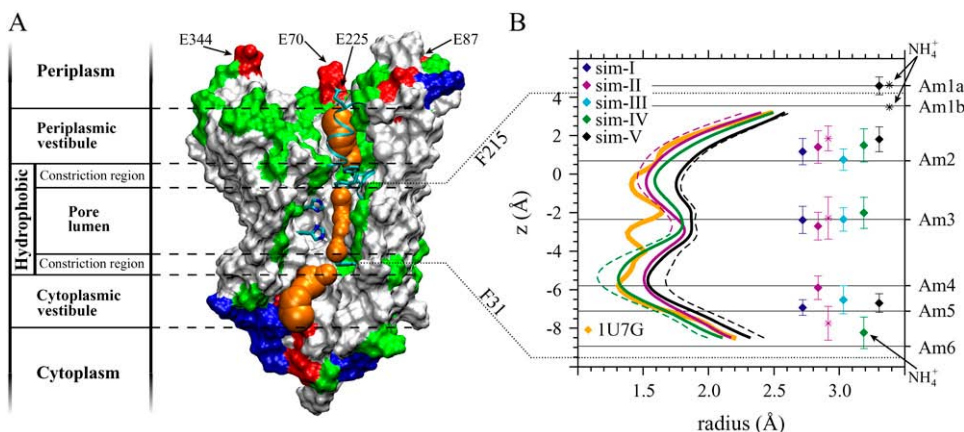 A
E344
E70
E225
E87
Periplasm
Periplasmic
vestibule
Hydrophobic
Constriction region
Pore
lumen
Constriction region
Cytoplasmic
vestibule
Cytoplasm
F215
F31
B
sim-I
sim-II
sim-III
sim-IV
sim-V
1U7G
z (Å)
4
2
0
-2
-4
-6
-8
1.5
2.0
2.5
3.0
radius (Å)
NH₄⁺
Am1a
Am1b
Am2
Am3
Am4
Am5
Am6
NH₄⁺